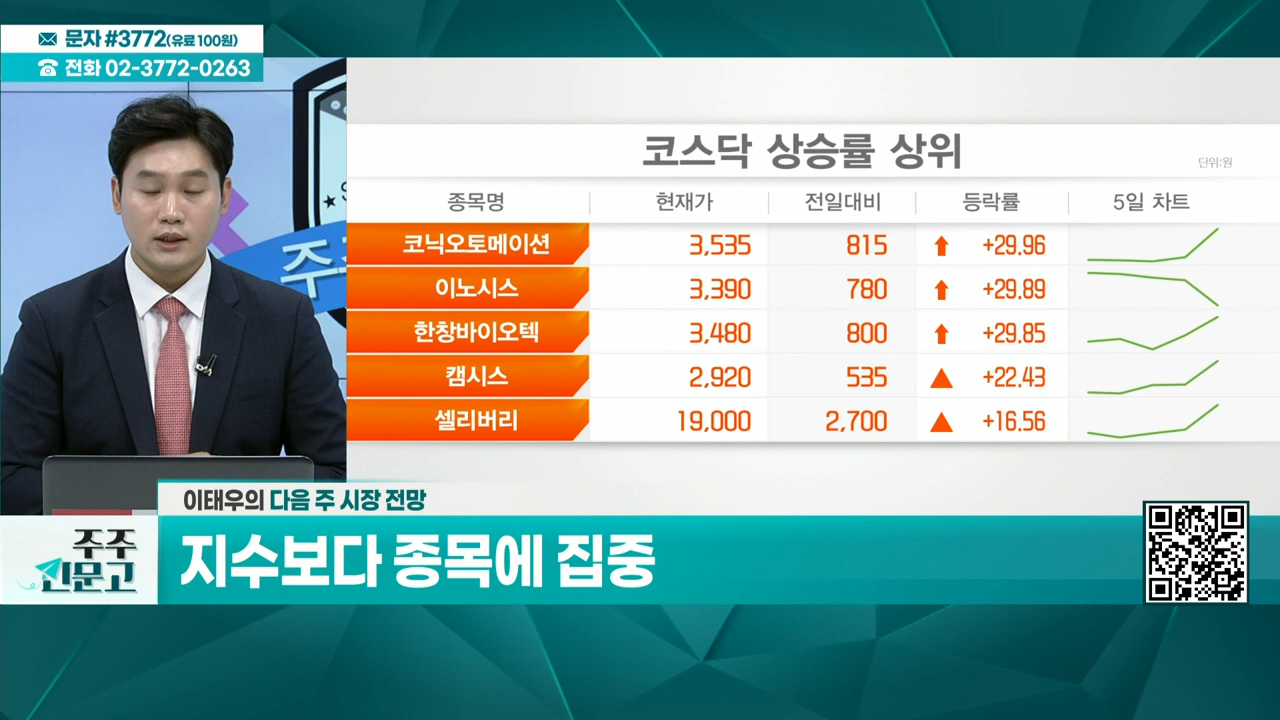 문자 #3772(유료 100원)
전화 02-3772-0263
코스닥 상승률 상위
단위:원
종목명 현재가 전일대비 등락률 5일 차트
코닉오토메이션 3,535 815 +29.96
이노시스 3,390 780 +29.89
한창바이오텍 3,480 800 +29.85
캠시스 2,920 535 +22.43
셀리버리 19,000 2,700 +16.56
이태우의 다음 주 시장 전망
지수보다 종목에 집중
주주
신문고